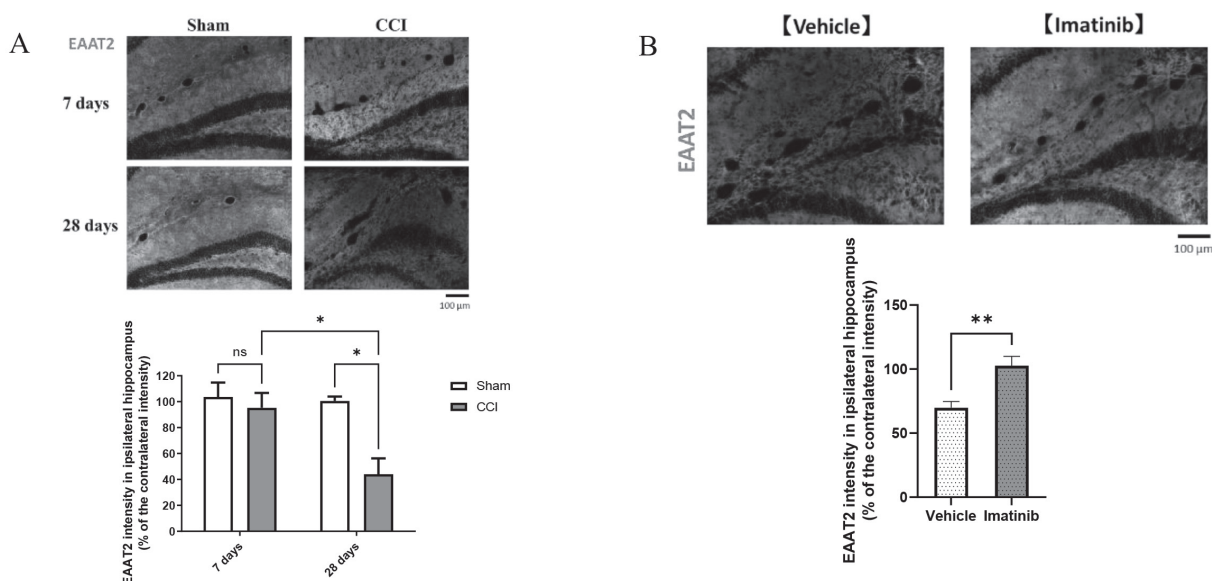 A
Sham
CCI
EAAT2
7 days
28 days
100 µm
EAAT2 intensity in ipsilateral hippocampus
(% of the contralateral intensity)
120
100
80
60
40
20
0
ns
*
*
7 days
28 days
Sham
CCI
B
【Vehicle】
【Imatinib】
EAAT2
100 µm
EAAT2 intensity in ipsilateral hippocampus
(% of the contralateral intensity)
150
100
50
0
**
Vehicle Imatinib